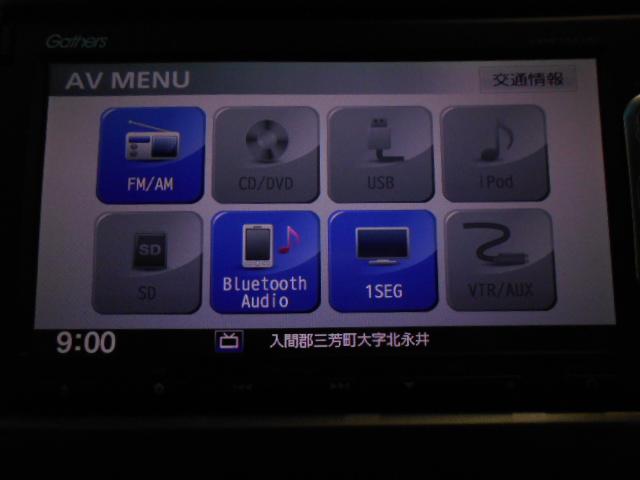 Gathers
AV MENU
交通情報
FM/AM
CD/DVD
USB
iPod
SD
SD
Bluetooth
Audio
1SEG
VTR/AUX
9:00
入間郡三芳町大字北永井